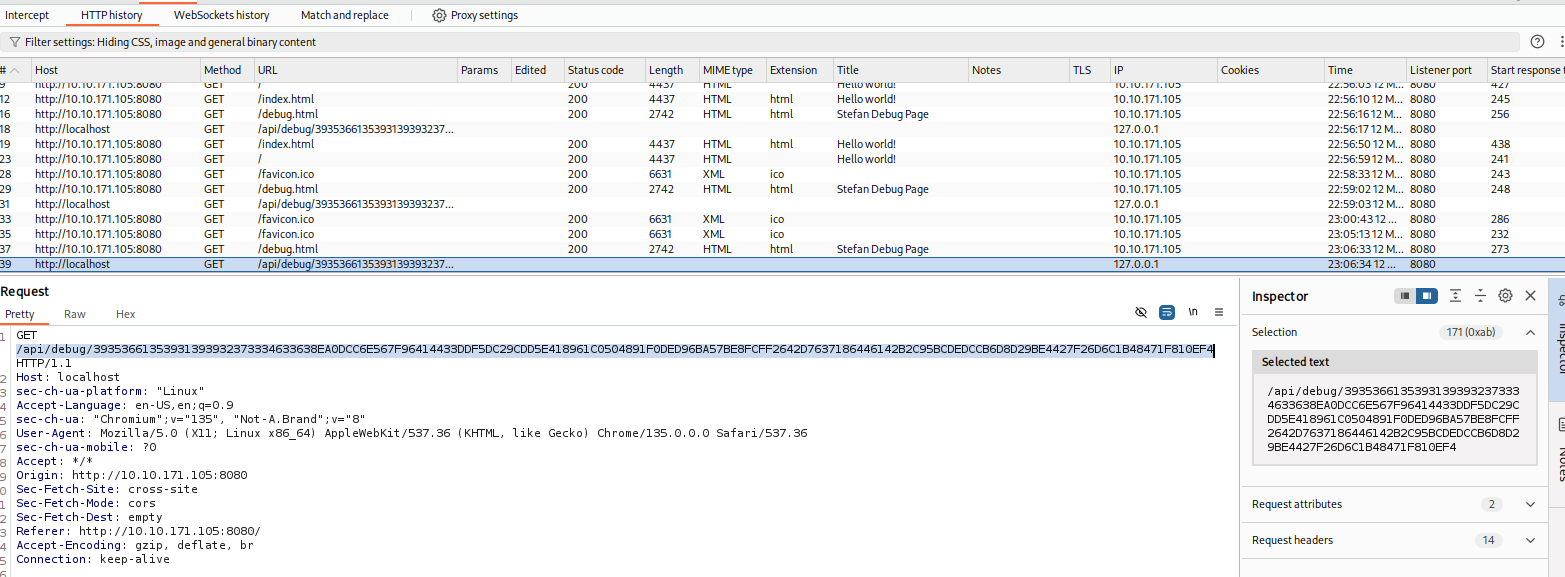 Intercept HTTP history WebSockets history Match and replace Proxy settings
Filter settings: Hiding CSS, image and general binary content
# Host Method URL Params Edited Status code Length MIME type Extension Title Notes TLS IP Cookies Time Listener port Start response
9 http://10.10.171.105:8080 GET / 200 4437 HTML Hello world! 10.10.171.105 22:56:03 12 M... 8080 427
12 http://10.10.171.105:8080 GET /index.html 200 4437 HTML html Hello world! 10.10.171.105 22:56:10 12 M... 8080 245
16 http://10.10.171.105:8080 GET /debug.html 200 2742 HTML html Stefan Debug Page 10.10.171.105 22:56:16 12 M... 8080 256
18 http://localhost GET /api/debug/3935366135393139393237... 127.0.0.1 22:56:17 12 M... 8080
19 http://10.10.171.105:8080 GET /index.html 200 4437 HTML html Hello world! 10.10.171.105 22:56:50 12 M... 8080 438
23 http://10.10.171.105:8080 GET / 200 4437 HTML Hello world! 10.10.171.105 22:56:59 12 M... 8080 241
28 http://10.10.171.105:8080 GET /favicon.ico 200 6631 XML ico 10.10.171.105 22:58:33 12 M... 8080 243
29 http://10.10.171.105:8080 GET /debug.html 200 2742 HTML html Stefan Debug Page 10.10.171.105 22:59:02 12 M... 8080 248
31 http://localhost GET /api/debug/3935366135393139393237... 127.0.0.1 22:59:03 12 M... 8080
33 http://10.10.171.105:8080 GET /favicon.ico 200 6631 XML ico 10.10.171.105 23:00:43 12 ... 8080 286
35 http://10.10.171.105:8080 GET /favicon.ico 200 6631 XML ico 10.10.171.105 23:05:13 12 M... 8080 232
37 http://10.10.171.105:8080 GET /debug.html 200 2742 HTML html Stefan Debug Page 10.10.171.105 23:06:33 12 M... 8080 273
39 http://localhost GET /api/debug/3935366135393139393237... 127.0.0.1 23:06:34 12 ... 8080
Request
Pretty Raw Hex
\n
1 GET
/api/debug/39353661353931393932373334633638EA0DCC6E567F96414433DDF5DC29CDD5E418961C0504891F0DED96BA57BE8FCFF2642D7637186446142B2C95BCDEDCCB6D8D29BE4427F26D6C1B48471F810EF4
HTTP/1.1
2 Host: localhost
3 sec-ch-ua-platform: "Linux"
4 Accept-Language: en-US,en;q=0.9
5 sec-ch-ua: "Chromium";v="135", "Not-A.Brand";v="8"
6 User-Agent: Mozilla/5.0 (X11; Linux x86_64) AppleWebKit/537.36 (KHTML, like Gecko) Chrome/135.0.0.0 Safari/537.36
7 sec-ch-ua-mobile: ?0
8 Accept: */*
9 Origin: http://10.10.171.105:8080
0 Sec-Fetch-Site: cross-site
1 Sec-Fetch-Mode: cors
2 Sec-Fetch-Dest: empty
3 Referer: http://10.10.171.105:8080/
4 Accept-Encoding: gzip, deflate, br
5 Connection: keep-alive
6
Inspector
Selection 171 (0xab)
Selected text
/api/debug/3935366135393139393237333
4633638EA0DCC6E567F96414433DDF5DC29C
DD5E418961C0504891F0DED96BA57BE8FCFF
2642D7637186446142B2C95BCDEDCCB6D8D2
9BE4427F26D6C1B48471F810EF4
Request attributes 2
Request headers 14
Inspector
Notes